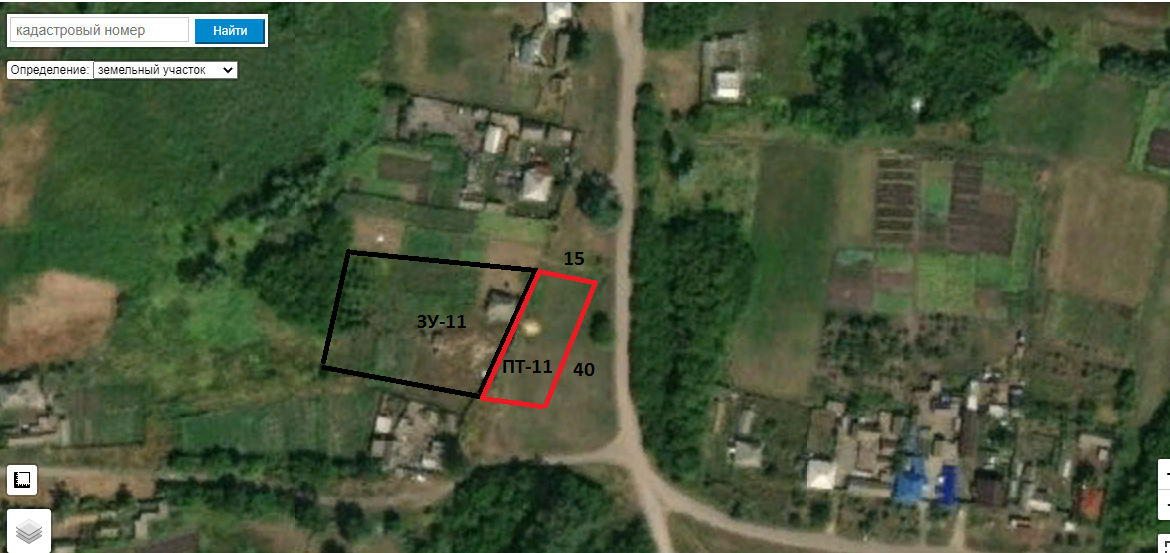 кадастровый номер Найти
Определение: земельный участок
15
ЗУ-11
ПТ-11 40